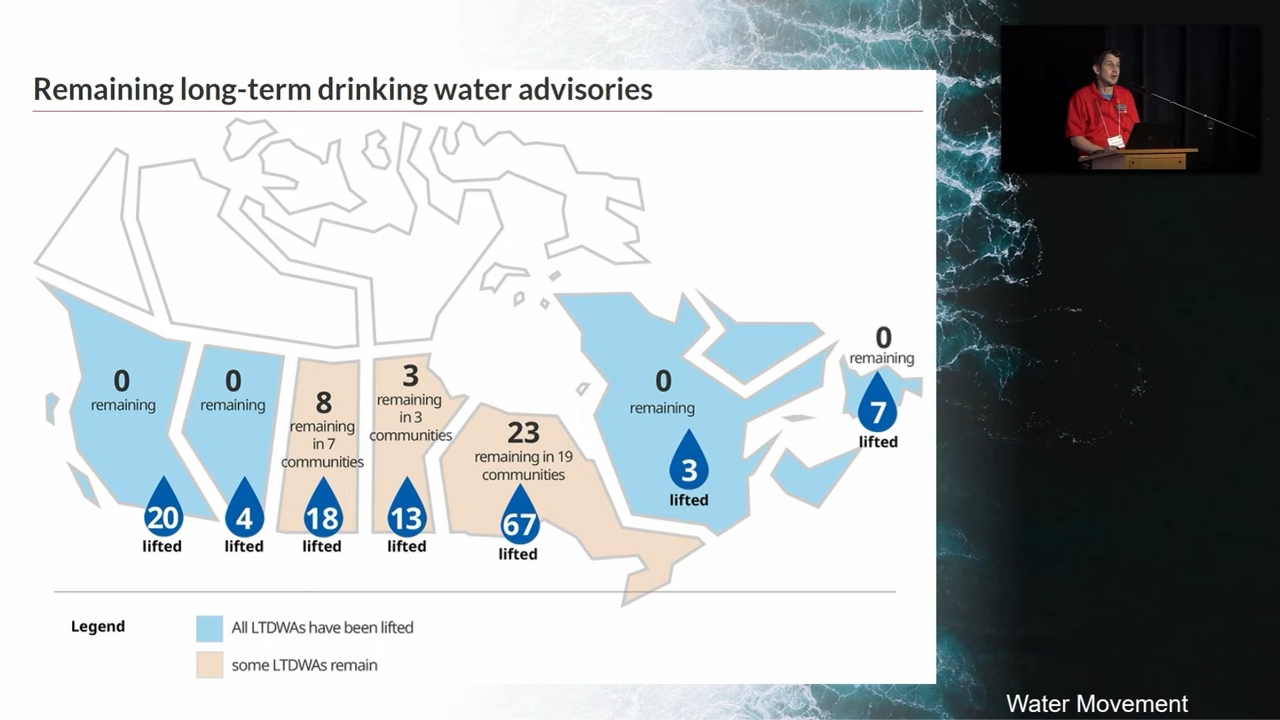 Remaining long-term drinking water advisories
0
remaining
20
lifted
0
remaining
4
lifted
8
remaining
in 7
communities
18
lifted
3
remaining
in 3
communities
13
lifted
23
remaining in 19
communities
67
lifted
0
remaining
3
lifted
0
remaining
7
lifted
Legend
All LTDWAs have been lifted
some LTDWAs remain
Water Movement